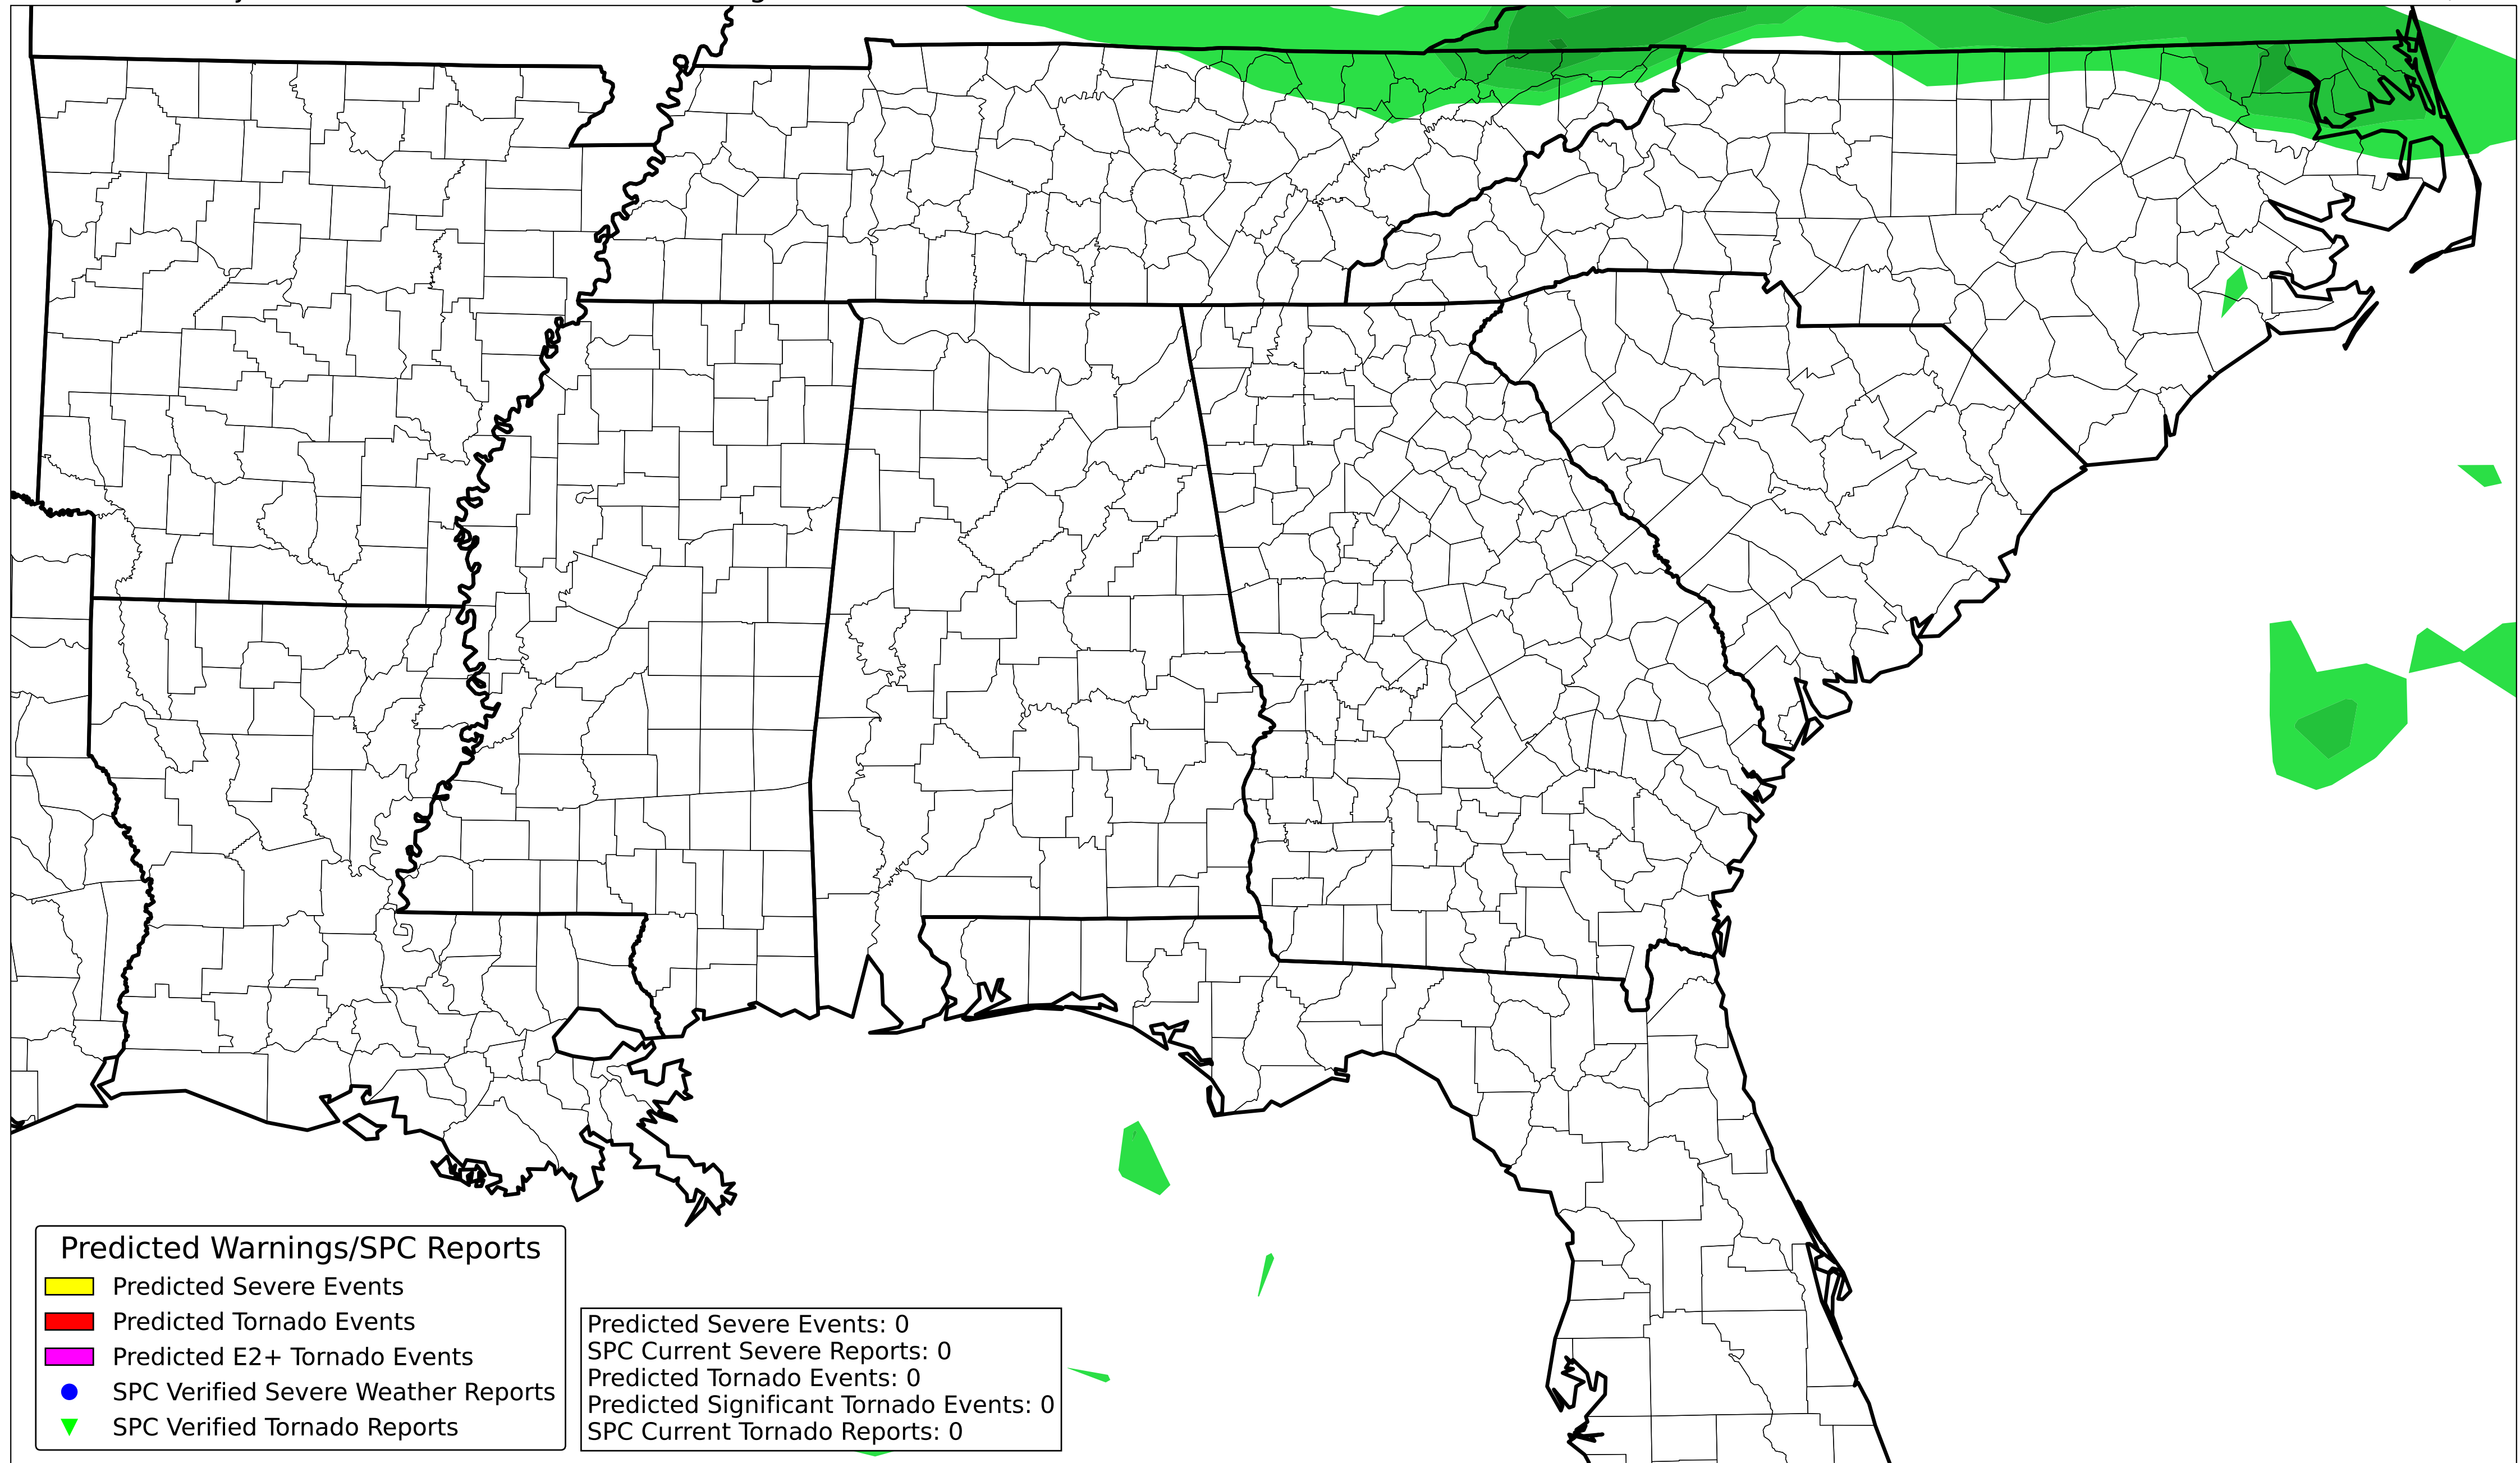 Predicted Warnings/SPC Reports
Predicted Severe Events
Predicted Tornado Events
Predicted E2+ Tornado Events
SPC Verified Severe Weather Reports
SPC Verified Tornado Reports
Predicted Severe Events: 0
SPC Current Severe Reports: 0
Predicted Tornado Events: 0
Predicted Significant Tornado Events: 0
SPC Current Tornado Reports: 0